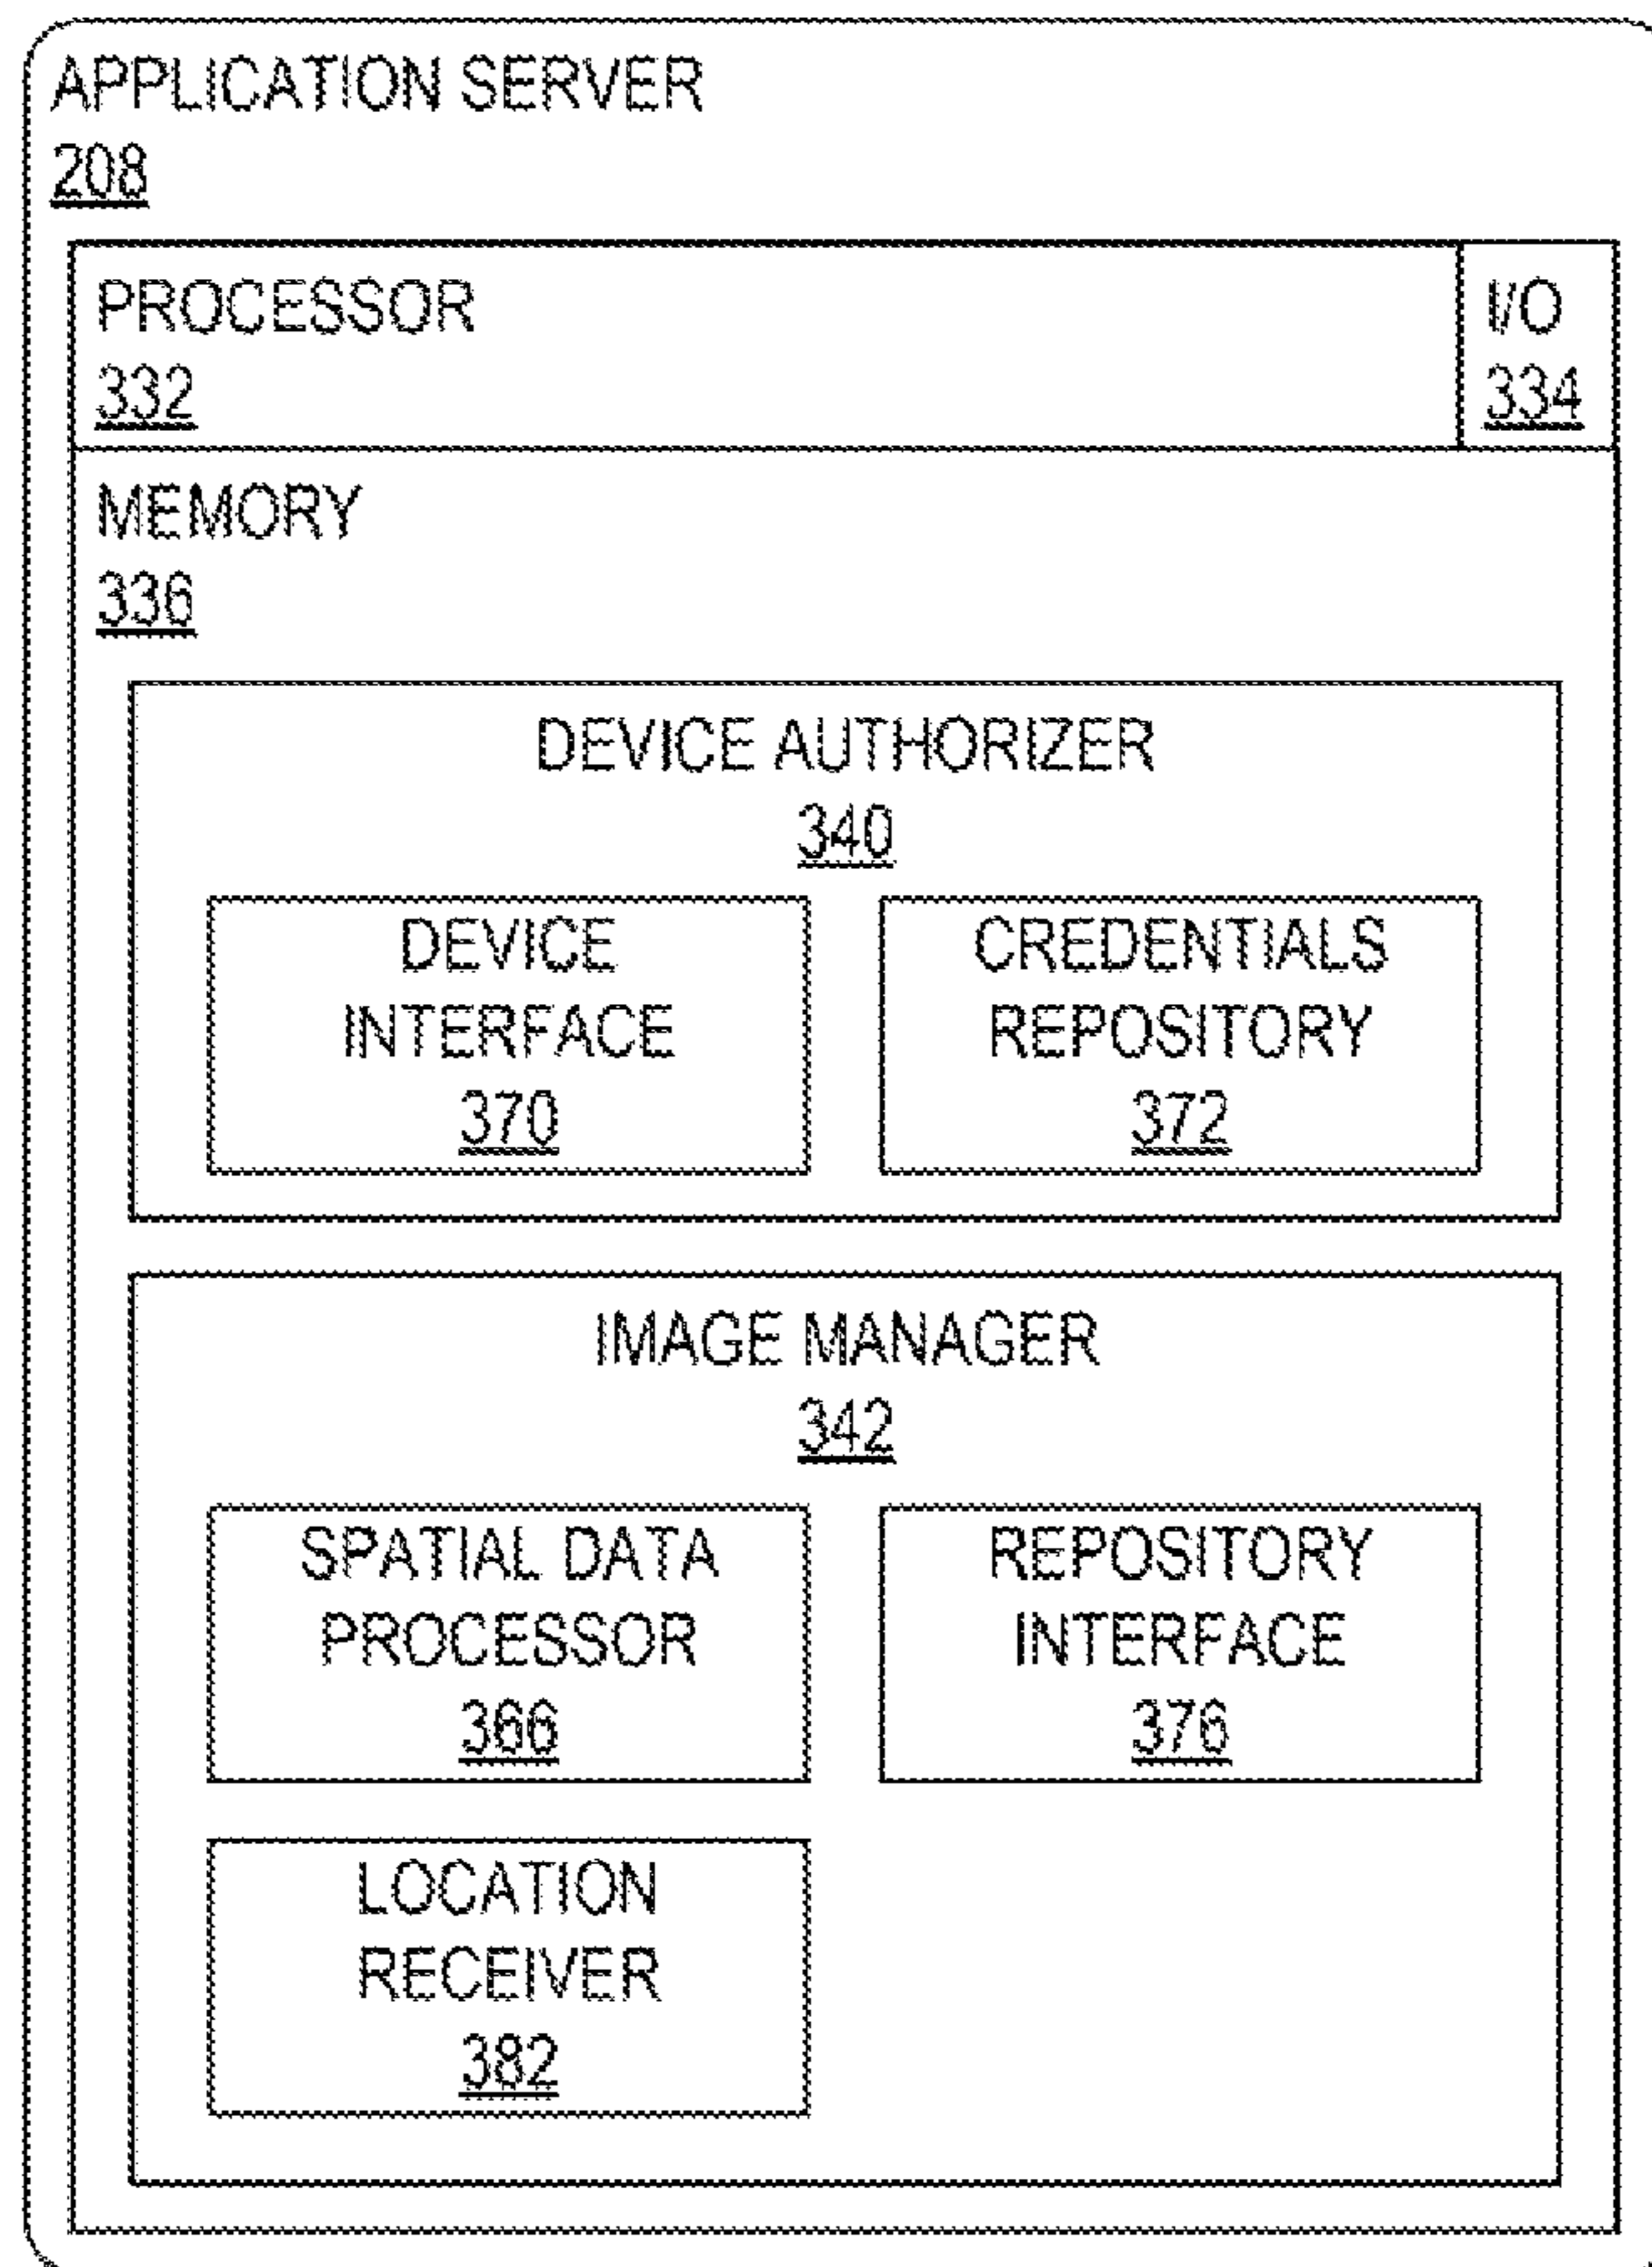 APPLICATION SERVER
208
PROCESSOR
332
I/O
334
MEMORY
336
DEVICE AUTHORIZER
340
DEVICE
INTERFACE
370
CREDENTIALS
REPOSITORY
372
IMAGE MANAGER
342
SPATIAL DATA
PROCESSOR
366
REPOSITORY
INTERFACE
376
LOCATION
RECEIVER
382